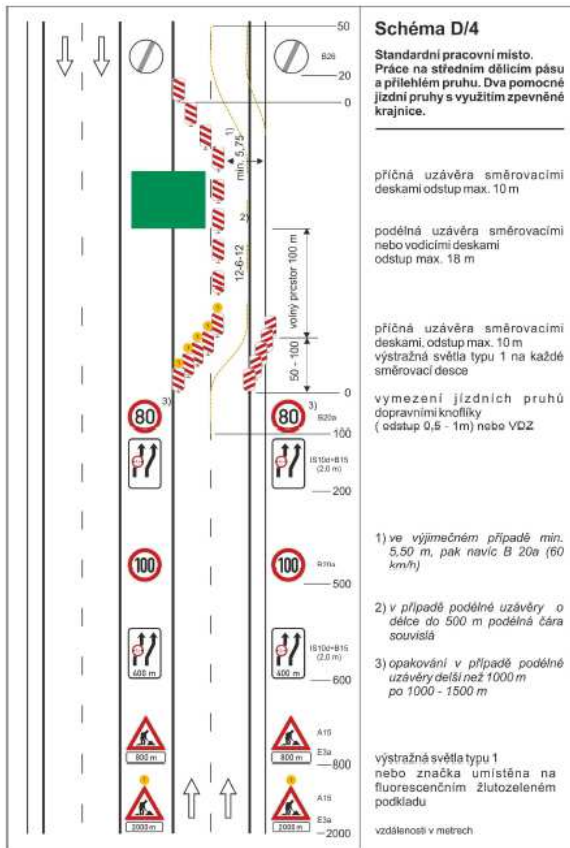 50
B26
20
0
1)
min. 5,75
2)
12-6-12
volný prostor 100 m
50 - 100
0
3)
80
3)
80
B20a
100
IS10d+B15
(2,0 m)
200
100
100
B20a
500
400 m
400 m
IS10d+B15
(2,0 m)
600
800 m
800 m
A15
E3a
800
2000 m
2000 m
A15
E3a
2000
Schéma D/4
Standardní pracovní místo.
Práce na středním dělicím pásu
a přilehlém pruhu. Dva pomocné
jízdní pruhy s využitím zpevněné
krajnice.
příčná uzávěra směrovacími
deskami odstup max. 10 m
podélná uzávěra směrovacími
nebo vodicími deskami
odstup max. 18 m
příčná uzávěra směrovacími
deskami, odstup max. 10 m
výstražná světla typu 1 na každé
směrovací desce
vymezení jízdních pruhů
dopravními knoflíky
( odstup 0,5 - 1m) nebo VDZ
1) ve výjimečném případě min.
5,50 m, pak navíc B 20a (60
km/h)
2) v případě podélné uzávěry o
délce do 500 m podélná čára
souvislá
3) opakování v případě podélné
uzávěry delší než 1000 m
po 1000 - 1500 m
výstražná světla typu 1
nebo značka umístěna na
fluorescenčním žlutozeleném
podkladu
vzdálenosti v metrech